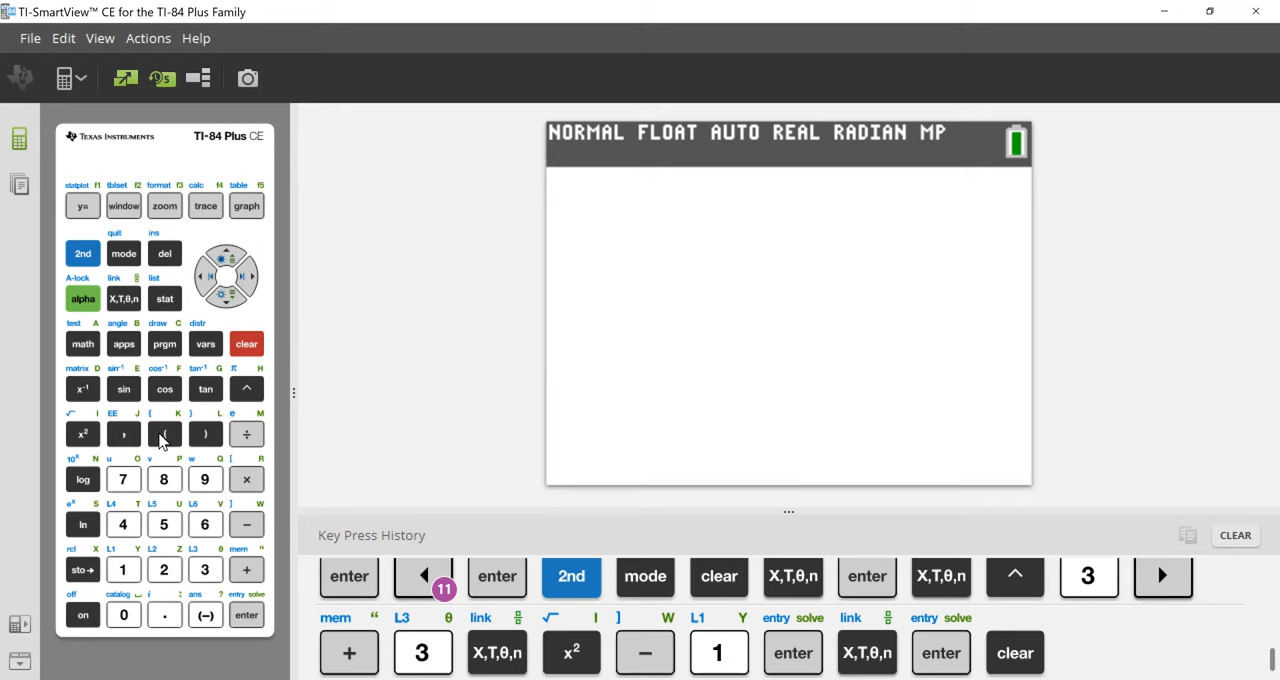 TI-SmartView™ CE for the TI-84 Plus Family
File Edit View Actions Help
5
TEXAS INSTRUMENTS TI-84 Plus CE
statplot f1 tblset f2 format f3 calc f4 table f5
y= window zoom trace graph
quit ins
2nd mode del
A-lock link list
alpha X,T,θ,n stat
test A angle B draw C distr
math apps prgm vars clear
matrix D sin⁻¹ E cos⁻¹ F tan⁻¹ G π H
x⁻¹ sin cos tan ^
√ I EE J { K } L e M
x² , ( ) ÷
10ˣ N u O v P w Q [ R
log 7 8 9 ×
eˣ S L4 T L5 U L6 V ] W
ln 4 5 6 −
rcl X L1 Y L2 Z L3 θ mem “
sto→ 1 2 3 +
off catalog ⎵ i : ans ? entry solve
on 0 . (−) enter
NORMAL FLOAT AUTO REAL RADIAN MP
Key Press History CLEAR
enter 11 enter 2nd mode clear X,T,θ,n enter X,T,θ,n ^ 3
mem “ L3 θ link √ I ] W L1 Y entry solve link entry solve
+ 3 X,T,θ,n x² − 1 enter X,T,θ,n enter clear